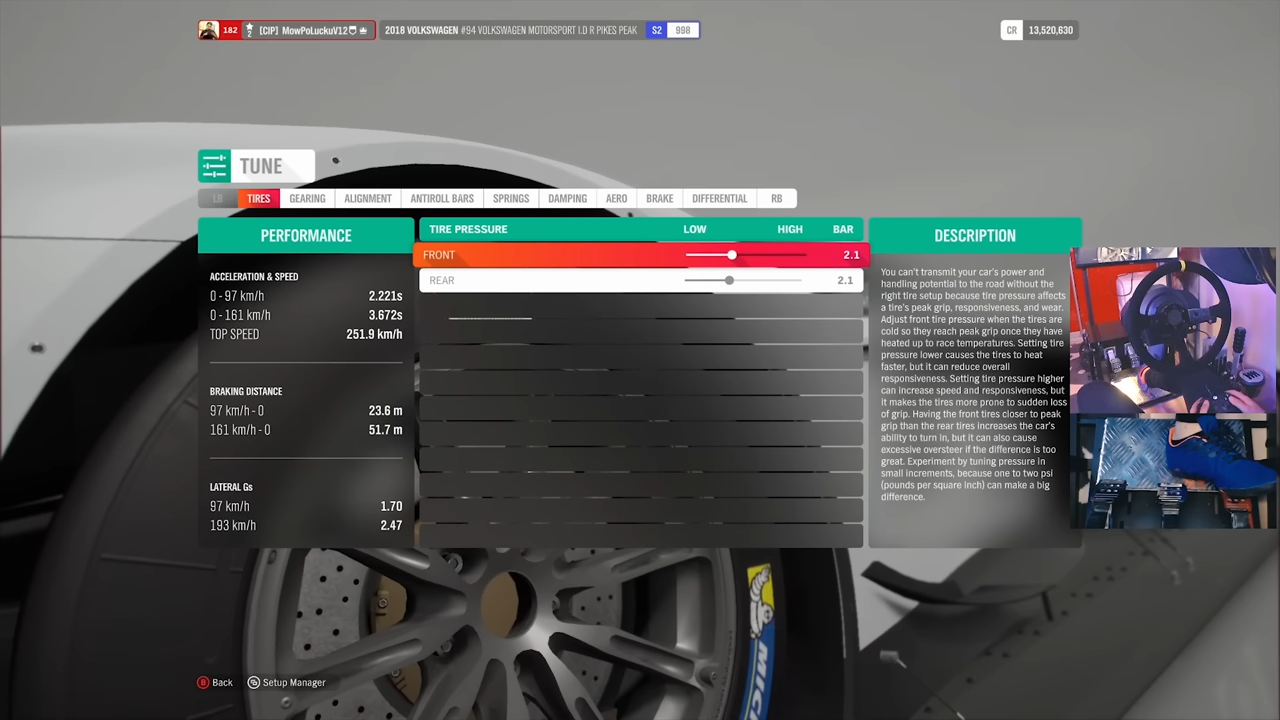 182 2 [CIP] MowPoLuckuV12 2018 VOLKSWAGEN #94 VOLKSWAGEN MOTORSPORT I.D R PIKES PEAK S2 998 CR 13,520,630
TUNE
LB TIRES GEARING ALIGNMENT ANTIROLL BARS SPRINGS DAMPING AERO BRAKE DIFFERENTIAL RB
PERFORMANCE
ACCELERATION & SPEED
0 - 97 km/h 2.221s
0 - 161 km/h 3.672s
TOP SPEED 251.9 km/h
BRAKING DISTANCE
97 km/h - 0 23.6 m
161 km/h - 0 51.7 m
LATERAL Gs
97 km/h 1.70
193 km/h 2.47
TIRE PRESSURE LOW HIGH BAR
FRONT 2.1
REAR 2.1
DESCRIPTION
You can't transmit your car's power and
handling potential to the road without the
right tire setup because tire pressure affects
a tire's peak grip, responsiveness, and wear.
Adjust front tire pressure when the tires are
cold so they reach peak grip once they have
heated up to race temperatures. Setting tire
pressure lower causes the tires to heat
faster, but it can reduce overall
responsiveness. Setting tire pressure higher
can increase speed and responsiveness, but
it makes the tires more prone to sudden loss
of grip. Having the front tires closer to peak
grip than the rear tires increases the car's
ability to turn in, but it can also cause
excessive oversteer if the difference is too
great. Experiment by tuning pressure in
small increments, because one to two psi
(pounds per square inch) can make a big
difference.
MICH
B Back Setup Manager